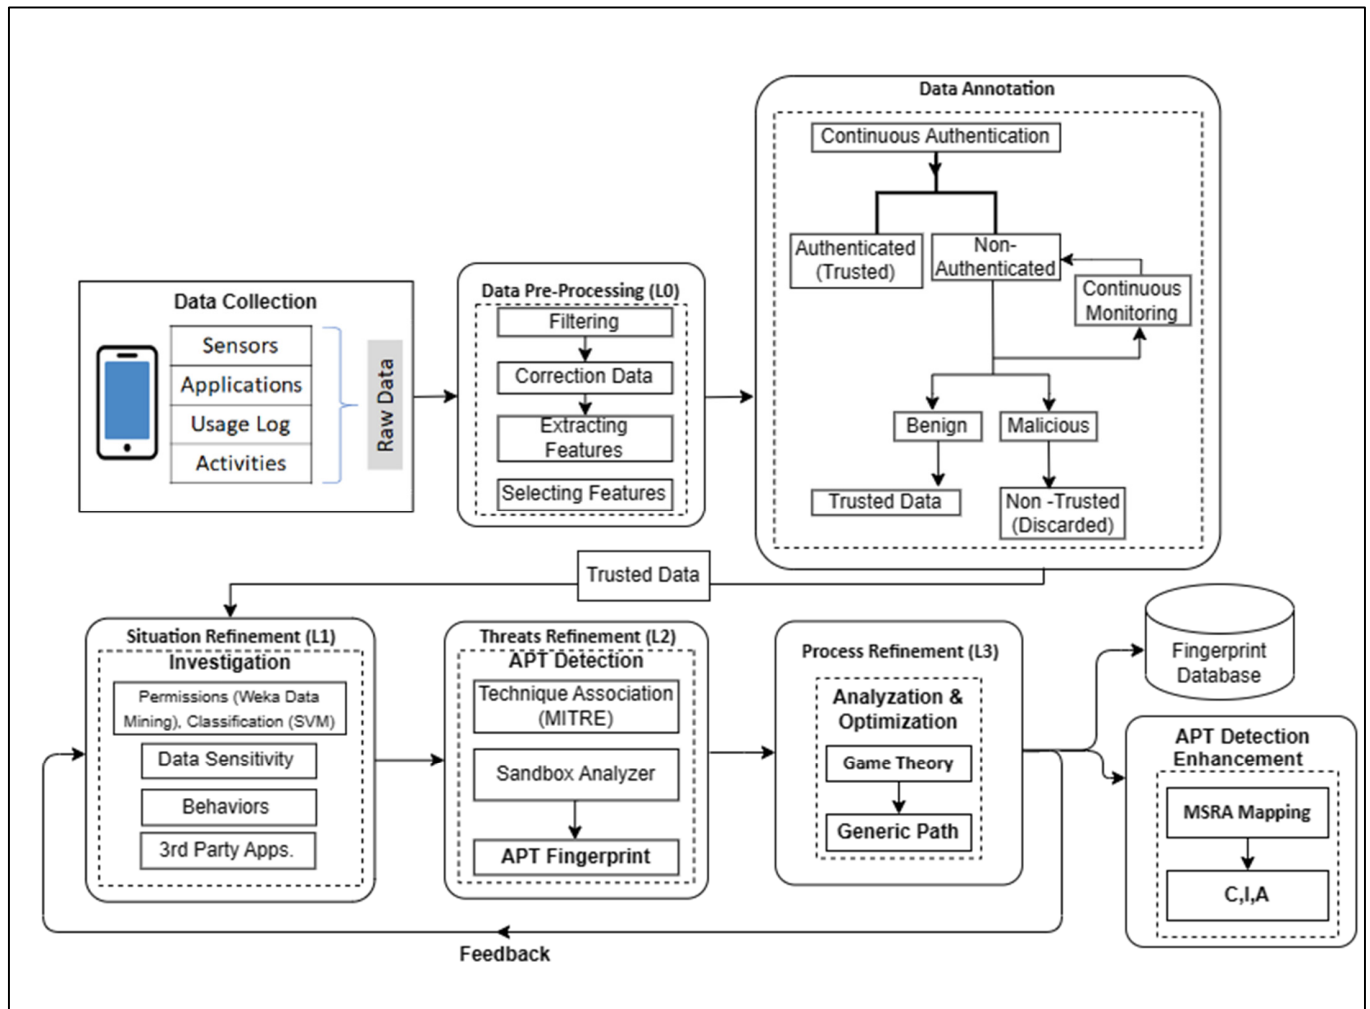 Data Annotation
Continuous Authentication
Authenticated
(Trusted)
Non-
Authenticated
Continuous
Monitoring
Benign
Malicious
Trusted Data
Non -Trusted
(Discarded)
Data Collection
Sensors
Applications
Usage Log
Activities
Raw Data
Data Pre-Processing (L0)
Filtering
Correction Data
Extracting
Features
Selecting Features
Trusted Data
Situation Refinement (L1)
Investigation
Permissions (Weka Data
Mining), Classification (SVM)
Data Sensitivity
Behaviors
3rd Party Apps.
Threats Refinement (L2)
APT Detection
Technique Association
(MITRE)
Sandbox Analyzer
APT Fingerprint
Process Refinement (L3)
Analyzation &
Optimization
Game Theory
Generic Path
Fingerprint
Database
APT Detection
Enhancement
MSRA Mapping
C,I,A
Feedback